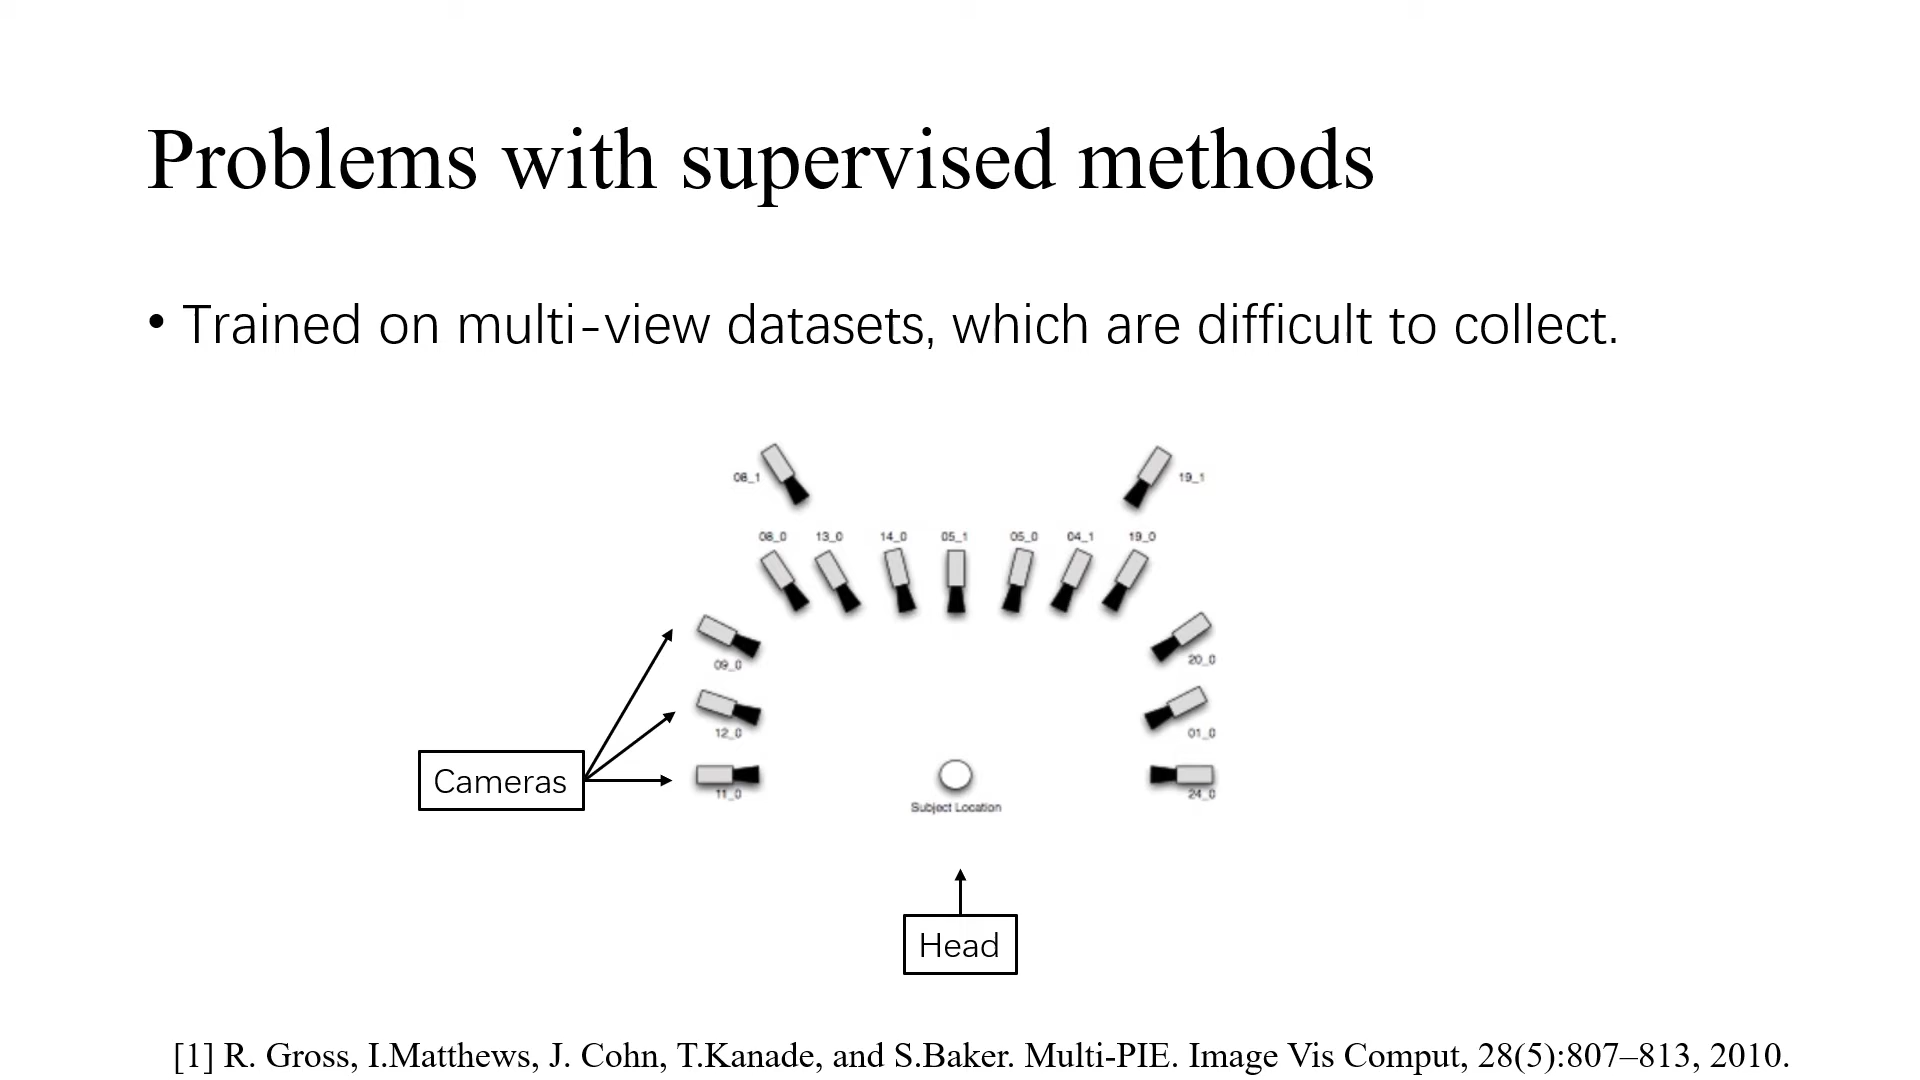 Problems with supervised methods
• Trained on multi-view datasets, which are difficult to collect.
08_1
19_1
08_0 13_0 14_0 05_1 05_0 04_1 19_0
09_0
20_0
12_0
01_0
Cameras
11_0
24_0
Subject Location
Head
[1] R. Gross, I.Matthews, J. Cohn, T.Kanade, and S.Baker. Multi-PIE. Image Vis Comput, 28(5):807–813, 2010.